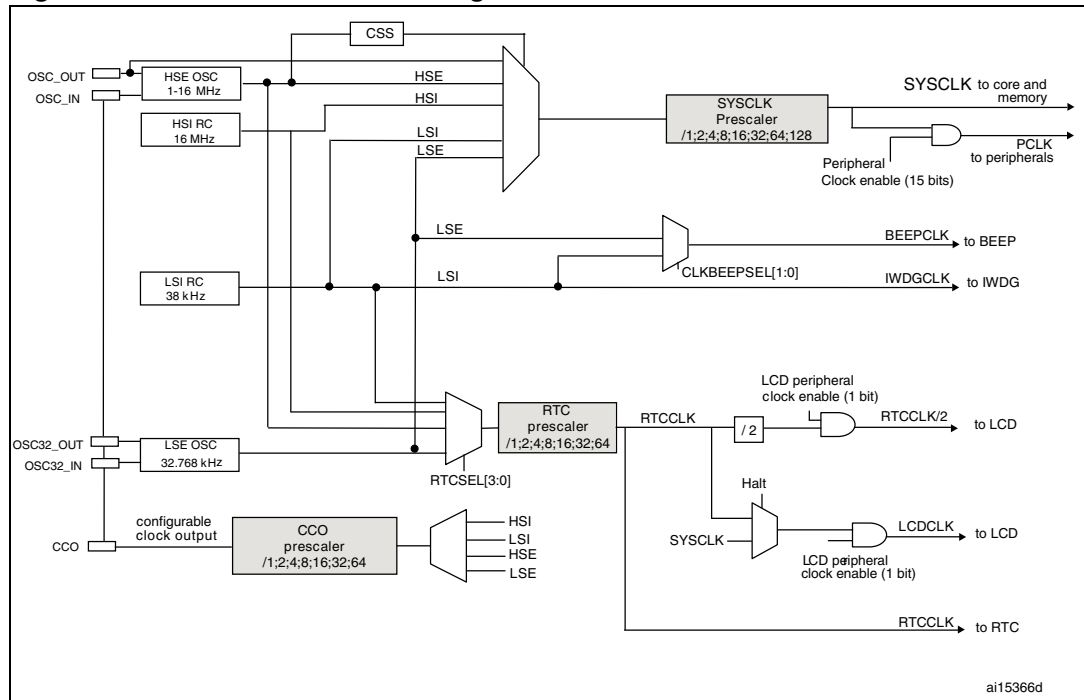 CSS
OSC_OUT
OSC_IN
HSE OSC
1-16 MHz
HSE
HSI RC
16 MHz
HSI
LSI
LSE
SYSCLK
Prescaler
/1;2;4;8;16;32;64;128
SYSCLK to core and
memory
PCLK
to peripherals
Peripheral
Clock enable (15 bits)
LSE
BEEPCLK
to BEEP
CLKBEEPSEL[1:0]
LSI RC
38 kHz
LSI
IWDGCLK
to IWDG
LCD peripheral
clock enable (1 bit)
RTC
prescaler
/1;2;4;8;16;32;64
RTCCLK
/ 2
RTCCLK/2
to LCD
OSC32_OUT
OSC32_IN
LSE OSC
32.768 kHz
RTCSEL[3:0]
Halt
SYSCLK
LCDCLK
to LCD
LCD peripheral
clock enable (1 bit)
CCO
configurable
clock output
CCO
prescaler
/1;2;4;8;16;32;64
HSI
LSI
HSE
LSE
RTCCLK
to RTC
ai15366d